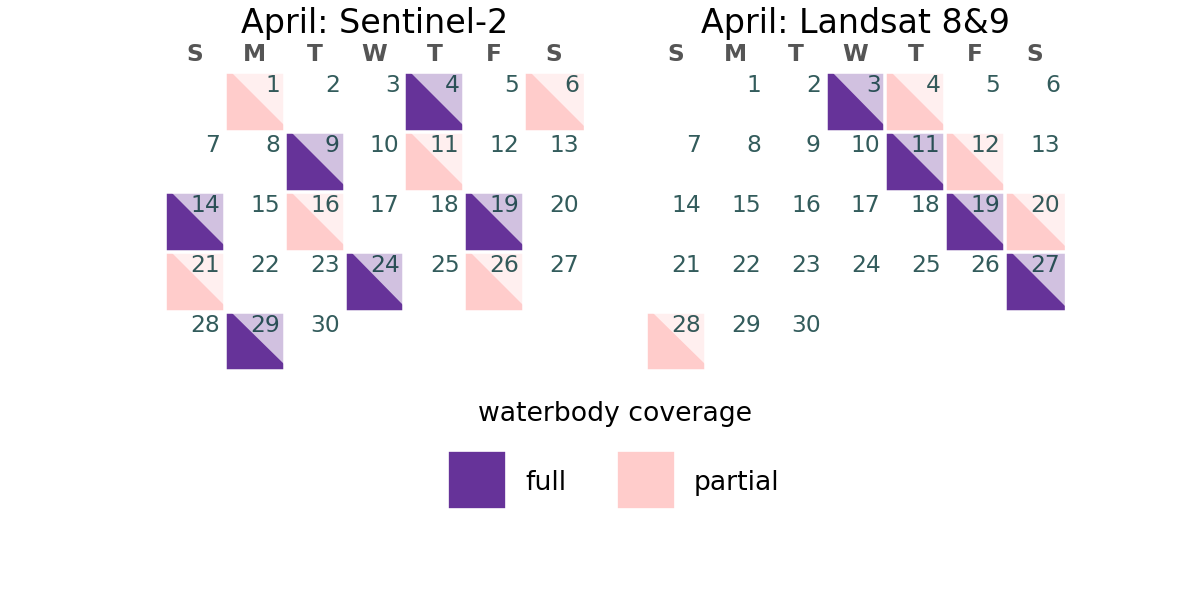 April: Sentinel-2
S M T W T F S
1 2 3 4 5 6
7 8 9 10 11 12 13
14 15 16 17 18 19 20
21 22 23 24 25 26 27
28 29 30
April: Landsat 8&9
S M T W T F S
1 2 3 4 5 6
7 8 9 10 11 12 13
14 15 16 17 18 19 20
21 22 23 24 25 26 27
28 29 30
waterbody coverage
full partial